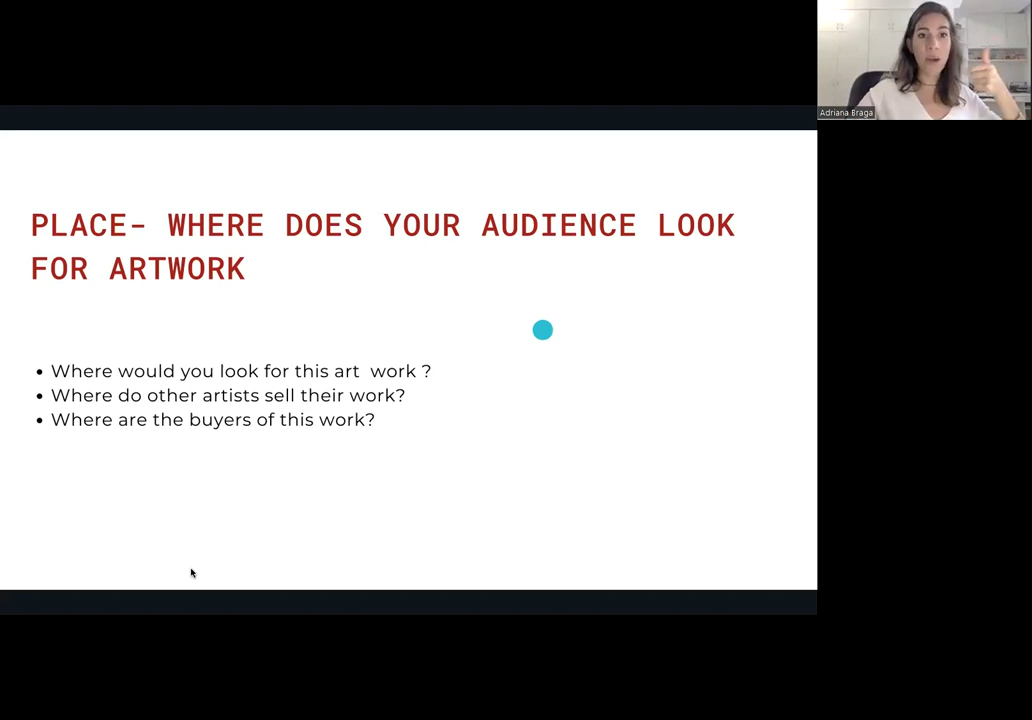 Adriana Braga
PLACE- WHERE DOES YOUR AUDIENCE LOOK
FOR ARTWORK
Where would you look for this art  work ?
Where do other artists sell their work?
Where are the buyers of this work?